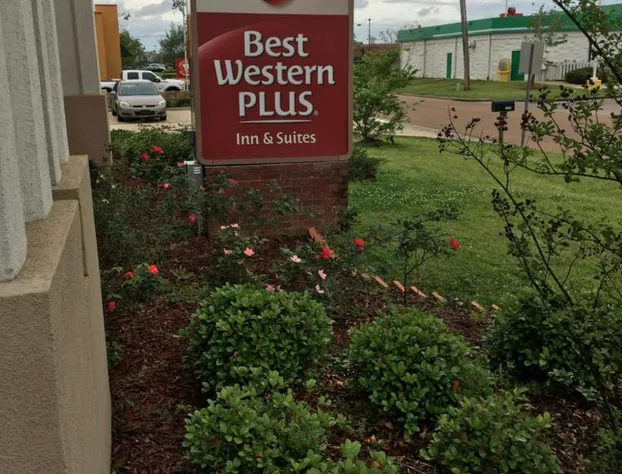 Best
Western
PLUS®
Inn & Suites